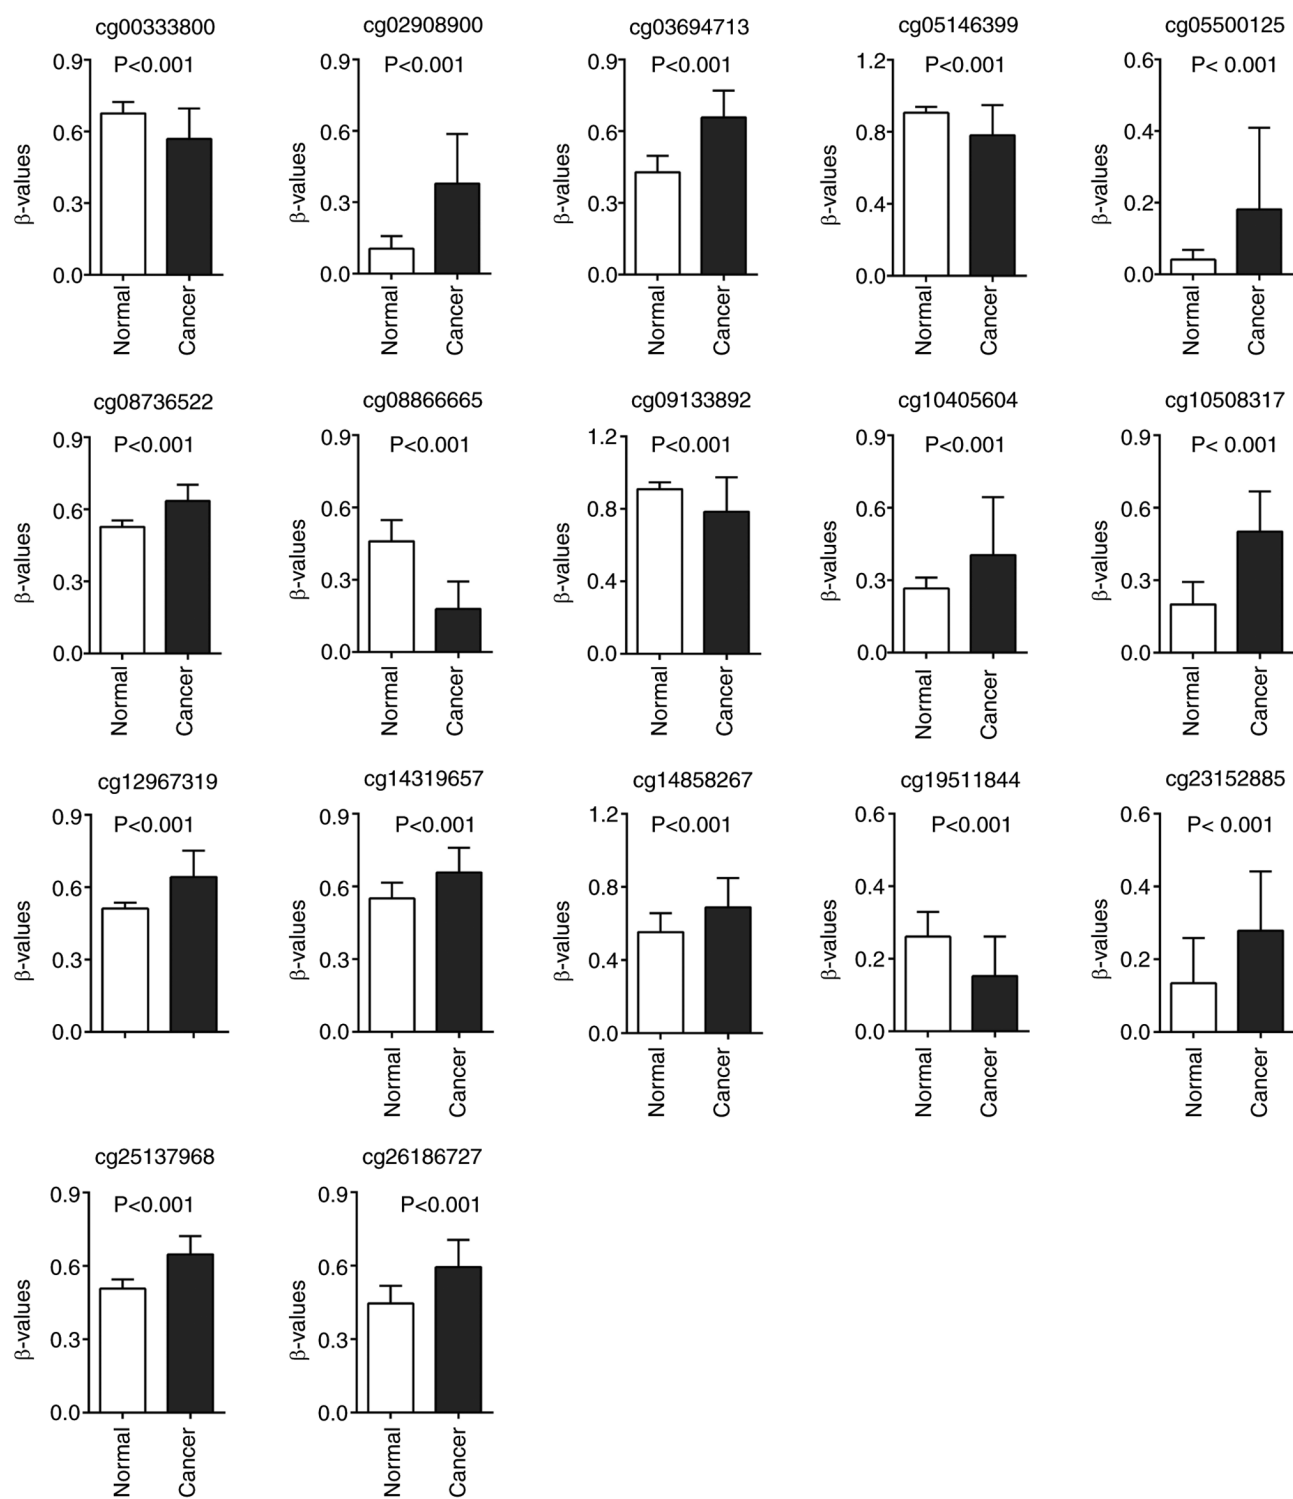 cg00333800 cg02908900 cg03694713 cg05146399 cg05500125
0.9 P<0.001 0.9 P<0.001 0.9 P<0.001 1.2 P<0.001 0.6 P< 0.001
0.6 0.6 0.6 0.8 0.4
β-values β-values β-values β-values β-values
0.3 0.3 0.3 0.4 0.2
0.0 0.0 0.0 0.0 0.0
Normal Cancer Normal Cancer Normal Cancer Normal Cancer Normal Cancer
cg08736522 cg08866665 cg09133892 cg10405604 cg10508317
0.9 P<0.001 0.9 P<0.001 1.2 P<0.001 0.9 P<0.001 0.9 P< 0.001
0.6 0.6 0.8 0.6 0.6
β-values β-values β-values β-values β-values
0.3 0.3 0.4 0.3 0.3
0.0 0.0 0.0 0.0 0.0
Normal Cancer Normal Cancer Normal Cancer Normal Cancer Normal Cancer
cg12967319 cg14319657 cg14858267 cg19511844 cg23152885
0.9 P<0.001 0.9 P<0.001 1.2 P<0.001 0.6 P<0.001 0.6 P< 0.001
0.6 0.6 0.8 0.4 0.4
β-values β-values β-values β-values β-values
0.3 0.3 0.4 0.2 0.2
0.0 0.0 0.0 0.0 0.0
Normal Cancer Normal Cancer Normal Cancer Normal Cancer
cg25137968 cg26186727
0.9 P<0.001 0.9 P<0.001
0.6 0.6
β-values β-values
0.3 0.3
0.0 0.0
Normal Cancer Normal Cancer